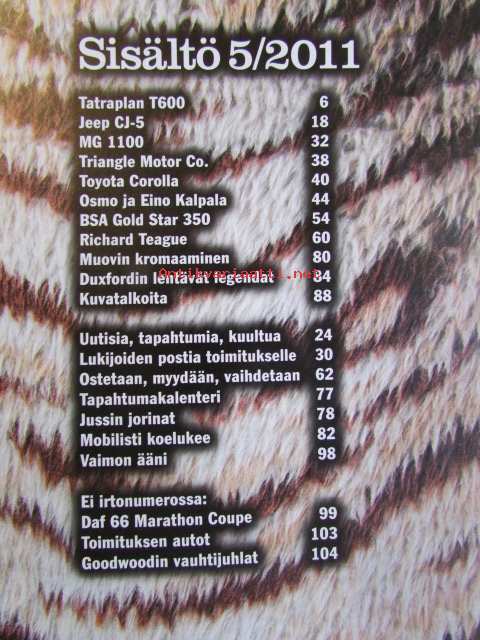 Sisältö 5/2011
Tatraplan T600 6
Jeep CJ-5 18
MG 1100 32
Triangle Motor Co. 38
Toyota Corolla 40
Osmo ja Eino Kalpala 44
BSA Gold Star 350 54
Richard Teague 60
Muovin kromaaminen 80
Duxfordin lentävät legendat 84
Antikvariaatti.net
Kuvatalkoita 88
Uutisia, tapahtumia, kuultua 24
Lukijoiden postia toimitukselle 30
Ostetaan, myydään, vaihdetaan 62
Tapahtumakalenteri 77
Jussin jorinat 78
Mobilisti koelukee 82
Vaimon ääni 98
Ei irtonumerossa:
Daf 66 Marathon Coupe 99
Toimituksen autot 103
Goodwoodin vauhtijuhlat 104